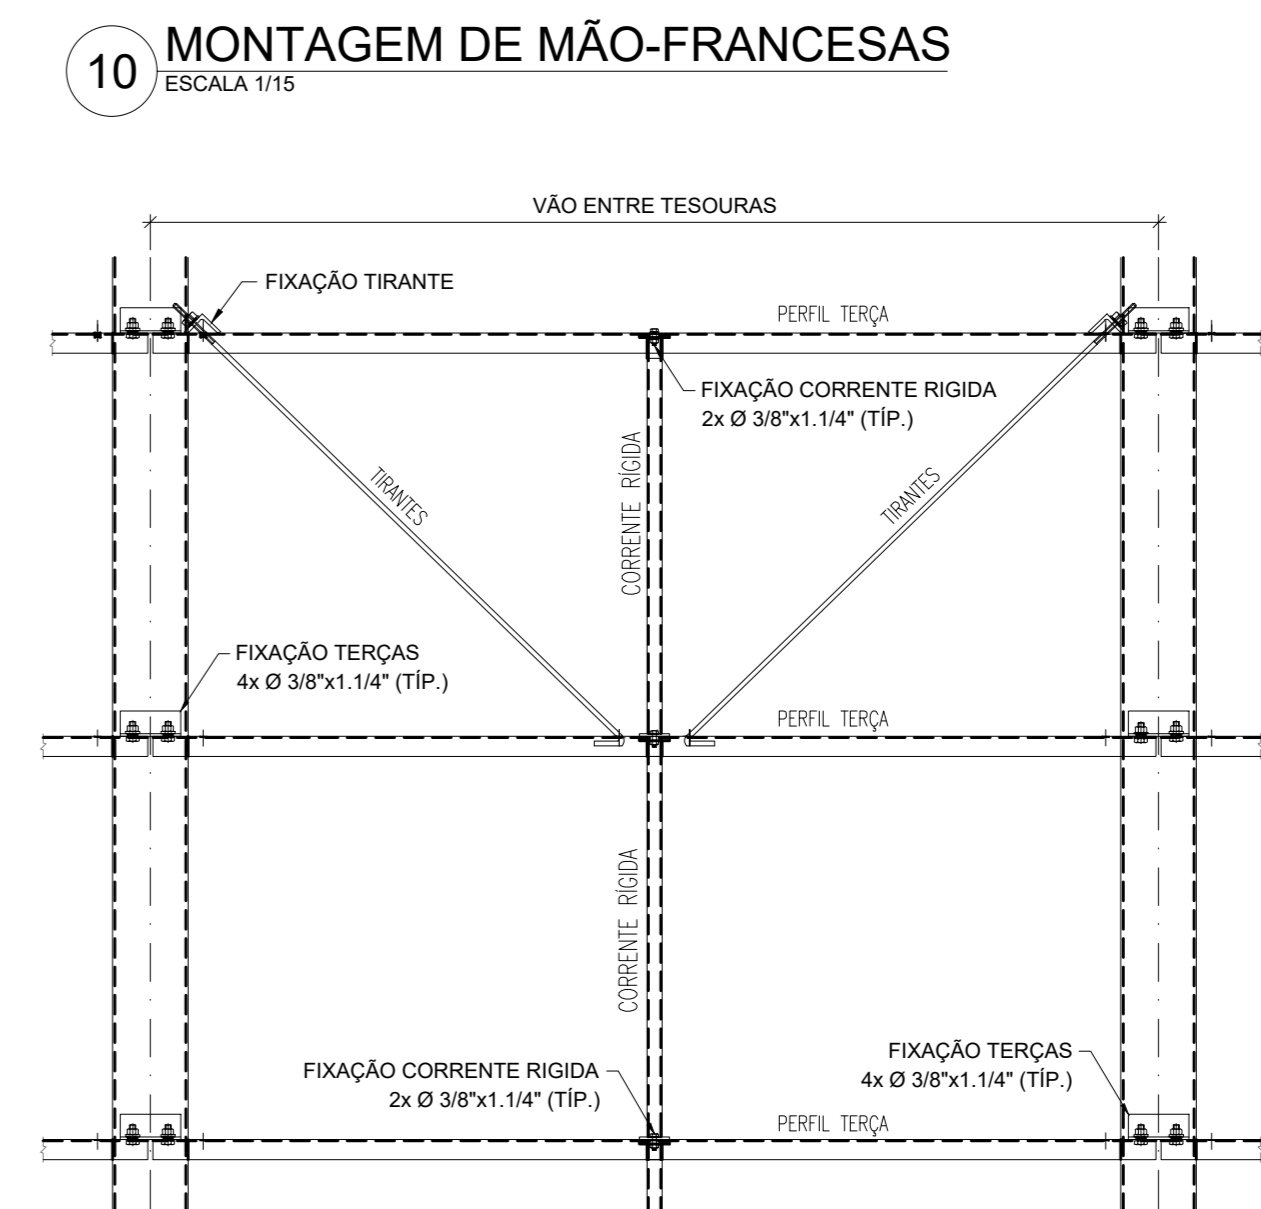 10
MONTAGEM DE MÃO-FRANCESAS
ESCALA 1/15
VÃO ENTRE TESOURAS
FIXAÇÃO TIRANTE
PERFIL TERÇA
FIXAÇÃO CORRENTE RIGIDA
2x Ø 3/8"x1.1/4" (TÍP.)
CORRENTE RÍGIDA
TIRANTES
TIRANTES
FIXAÇÃO TERÇAS
4x Ø 3/8"x1.1/4" (TÍP.)
PERFIL TERÇA
CORRENTE RÍGIDA
FIXAÇÃO CORRENTE RIGIDA
2x Ø 3/8"x1.1/4" (TÍP.)
FIXAÇÃO TERÇAS
4x Ø 3/8"x1.1/4" (TÍP.)
PERFIL TERÇA